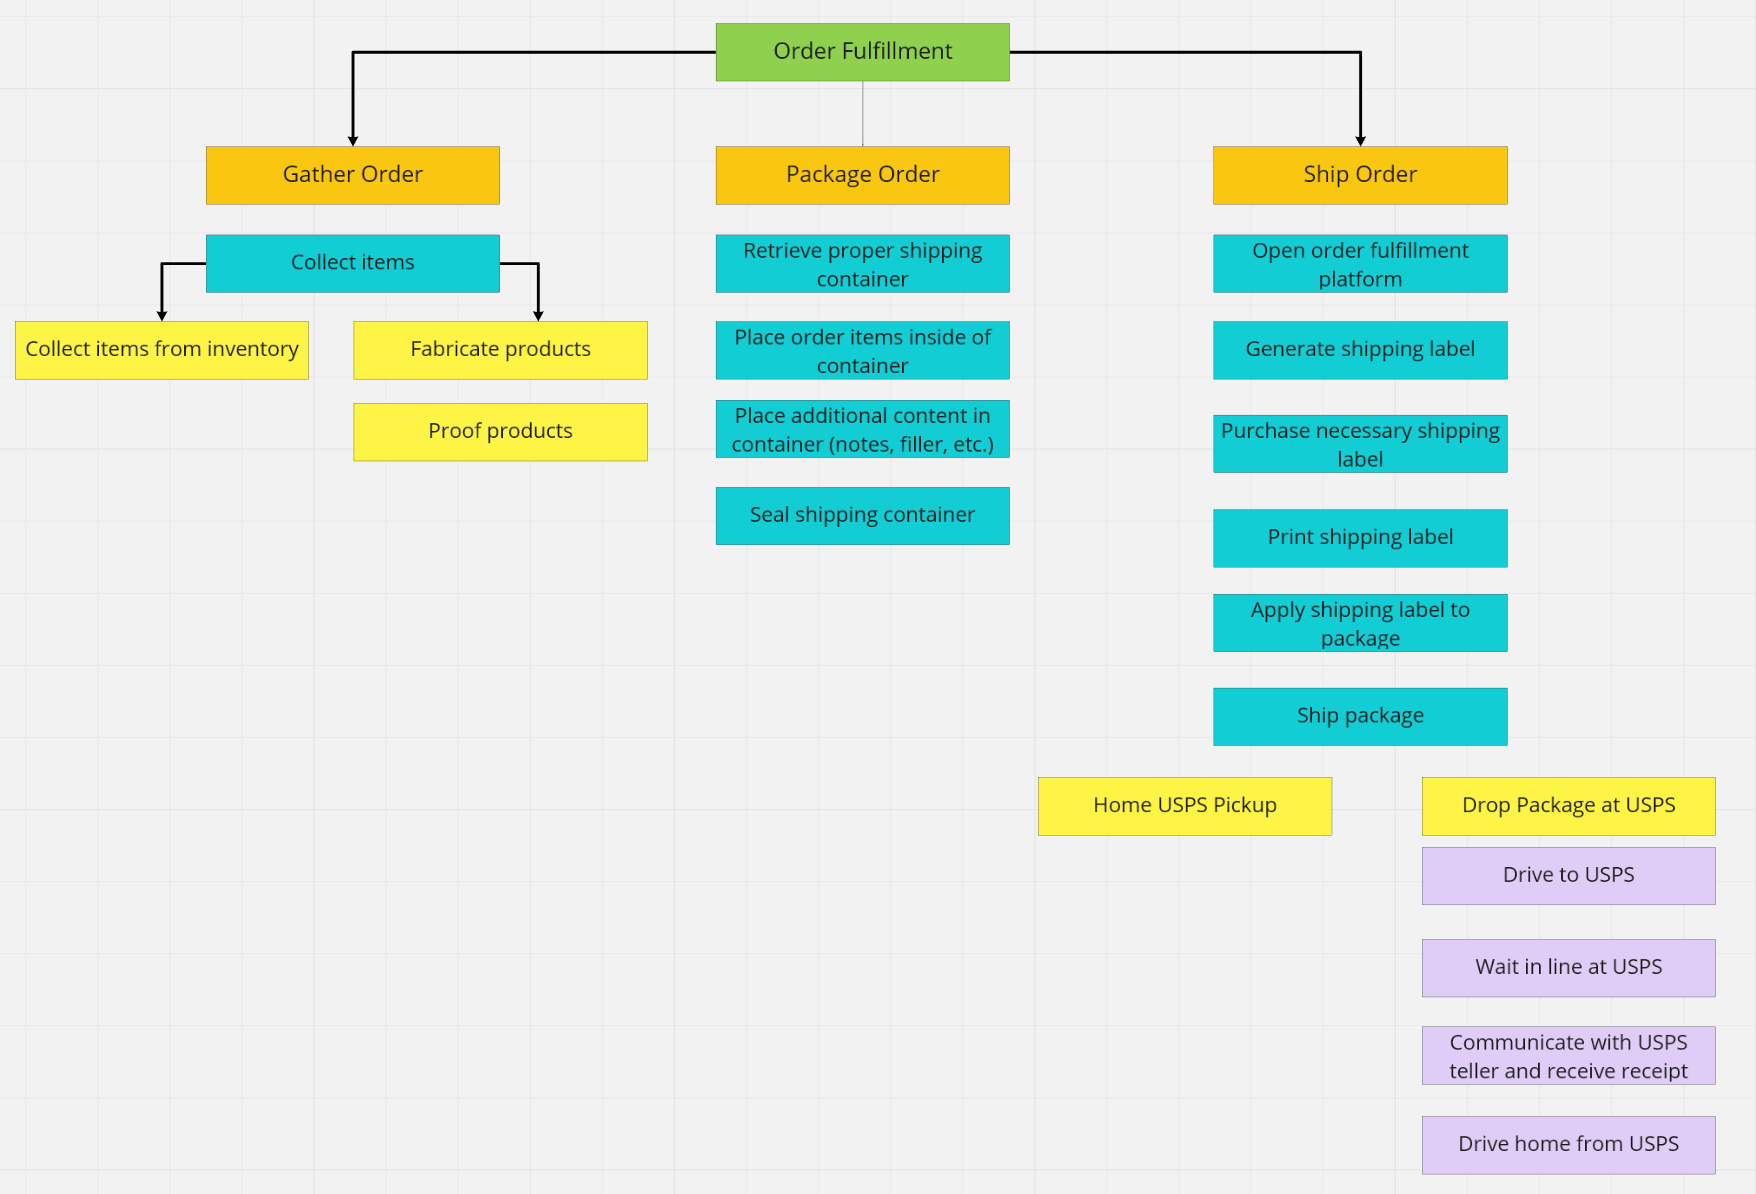 Order Fulfillment
Gather Order
Package Order
Ship Order
Collect items
Retrieve proper shipping
container
Open order fulfillment
platform
Collect items from inventory
Fabricate products
Place order items inside of
container
Generate shipping label
Proof products
Place additional content in
container (notes, filler, etc.)
Purchase necessary shipping
label
Seal shipping container
Print shipping label
Apply shipping label to
package
Ship package
Home USPS Pickup
Drop Package at USPS
Drive to USPS
Wait in line at USPS
Communicate with USPS
teller and receive receipt
Drive home from USPS